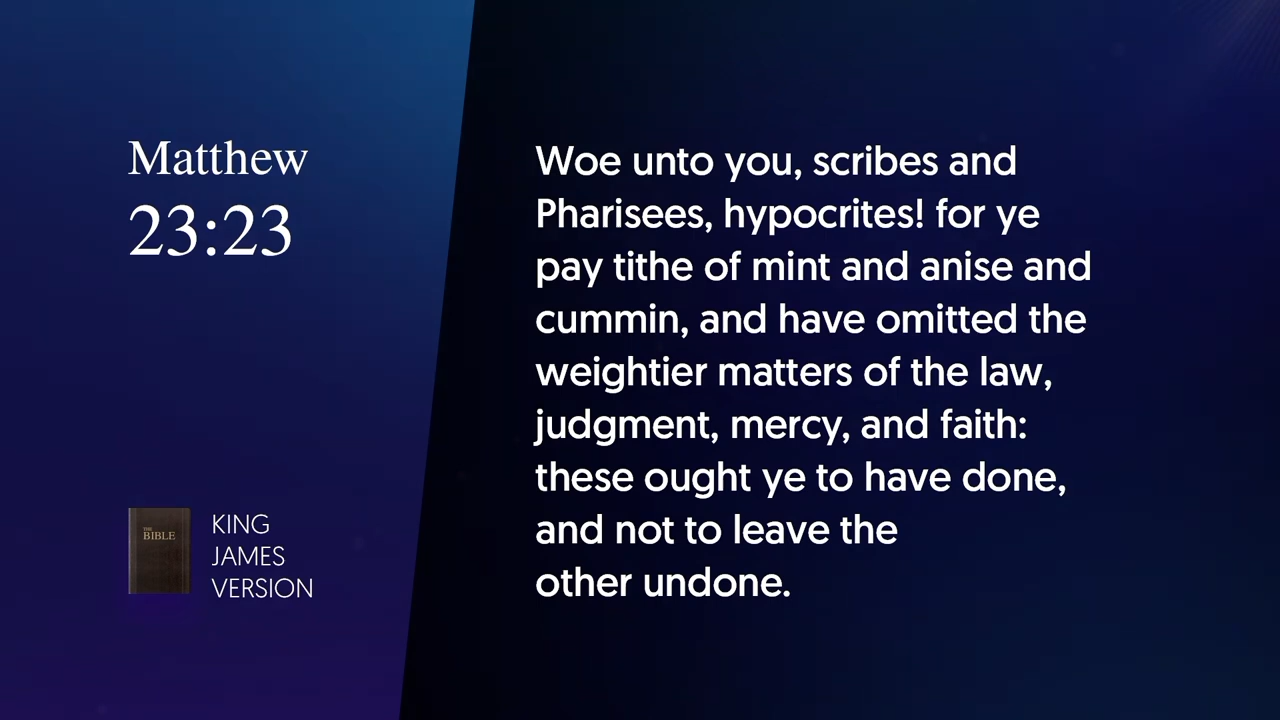 Matthew
23:23
Woe unto you, scribes and
Pharisees, hypocrites! for ye
pay tithe of mint and anise and
cummin, and have omitted the
weightier matters of the law,
judgment, mercy, and faith:
these ought ye to have done,
and not to leave the
other undone.
THE
BIBLE
KING
JAMES
VERSION